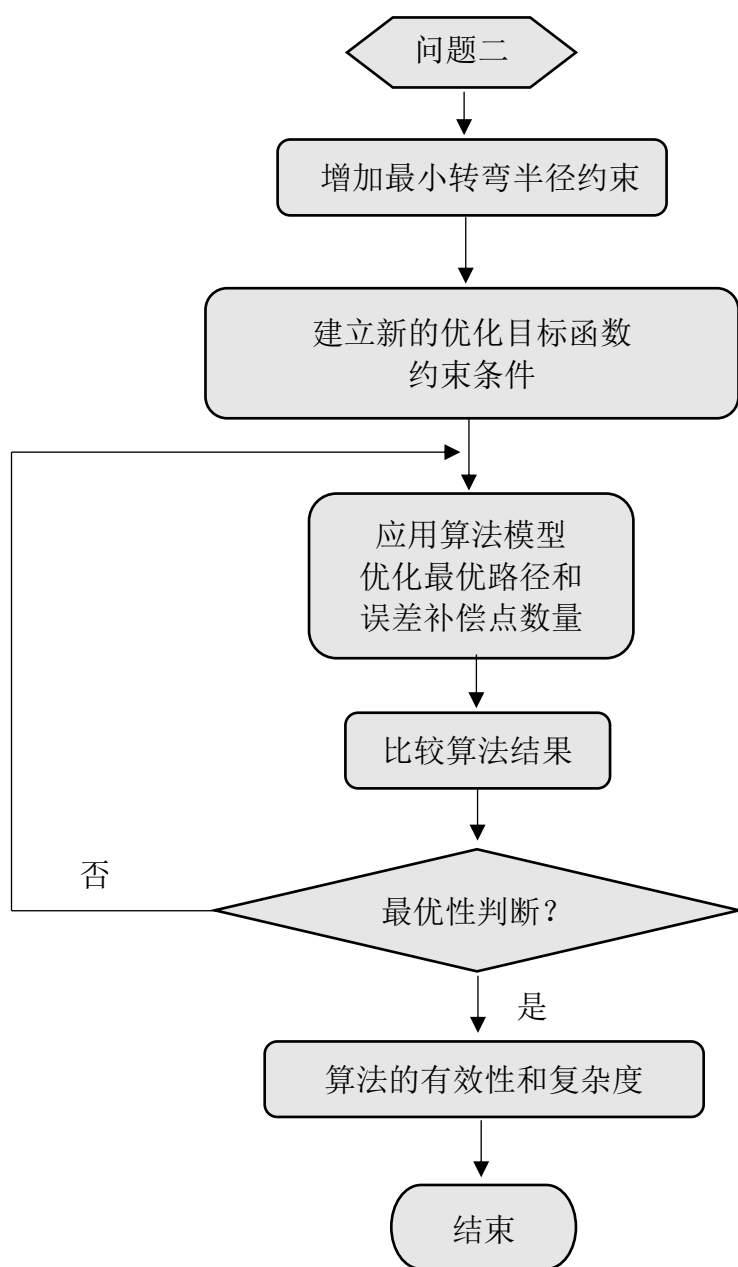 问题二
增加最小转弯半径约束
建立新的优化目标函数
约束条件
应用算法模型
优化最优路径和
误差补偿点数量
比较算法结果
否
最优性判断？
是
算法的有效性和复杂度
结束